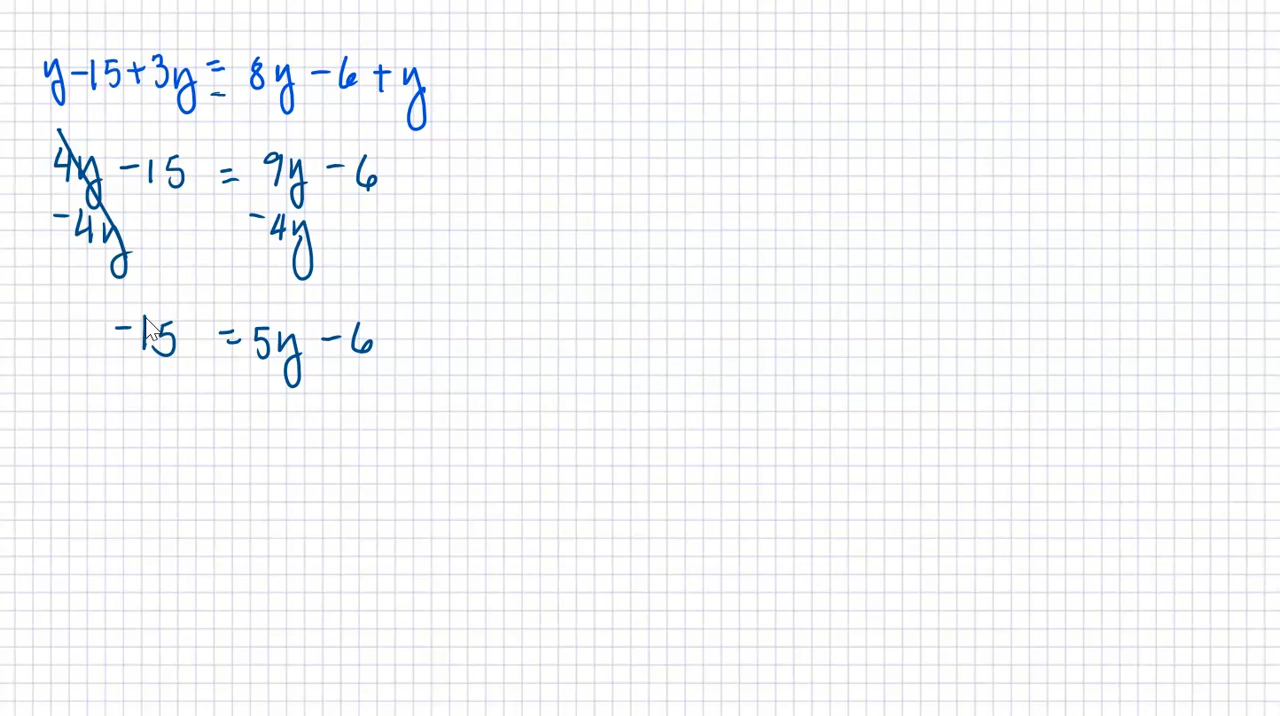 y - 15 + 3y = 8y - 6 + y
4y - 15 = 9y - 6
-4y -4y
-15 = 5y - 6